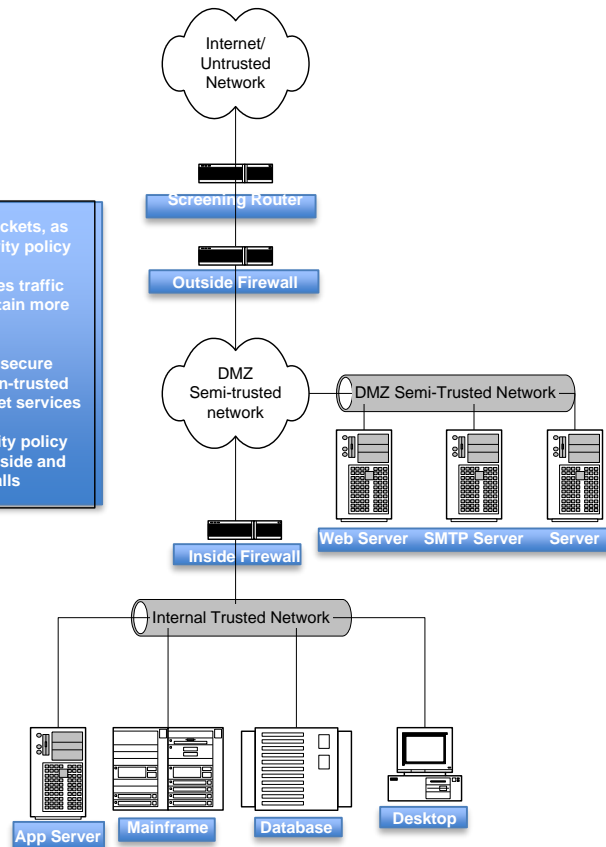 Internet/
Untrusted
Network
Screening Router
Outside Firewall
ckets, as
ity policy
es traffic
tain more
secure
n-trusted
et services
ity policy
side and
alls
DMZ
Semi-trusted
network
DMZ Semi-Trusted Network
Web Server
SMTP Server
Server
Inside Firewall
Internal Trusted Network
App Server
Mainframe
Database
Desktop